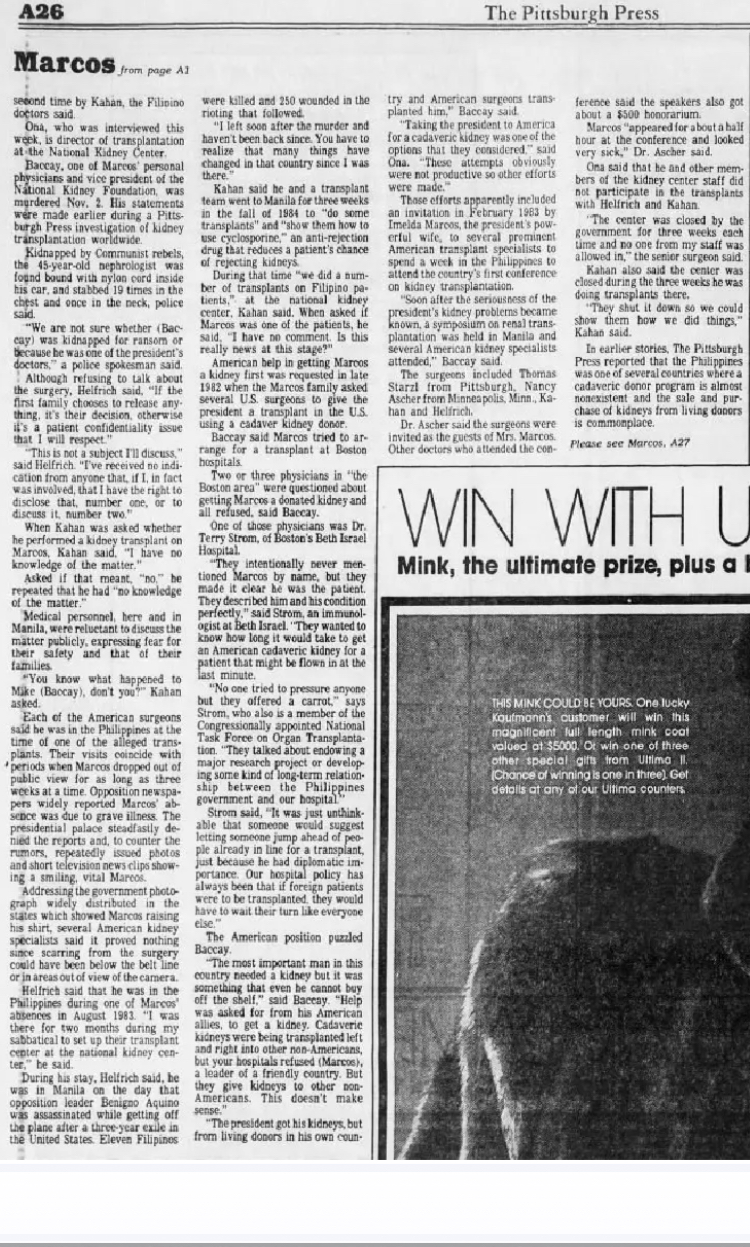 A26
The Pittsburgh Press
Marcos from page A1
second time by Kahan, the Filipino
doctors said.
Ona, who was interviewed this
week, is director of transplantation
at the National Kidney Center.
Baccay, one of Marcos' personal
physicians and vice president of the
National Kidney Foundation, was
murdered Nov. 2. His statements
were made earlier during a Pitts-
burgh Press investigation of kidney
transplantation worldwide.
Kidnapped by Communist rebels,
the 45-year-old nephrologist was
found bound with nylon cord inside
his car, and stabbed 19 times in the
chest and once in the neck, police
said.
"We are not sure whether (Bac-
cay) was kidnapped for ransom or
because he was one of the president's
doctors," a police spokesman said.
Although refusing to talk about
the surgery, Helfrich said, "If the
first family chooses to release any-
thing, it's their decision, otherwise
it's a patient confidentiality issue
that I will respect."
"This is not a subject I'll discuss,"
said Helfrich. "I've received no indi-
cation from anyone that, if I, in fact
was involved, that I have the right to
disclose that, number one, or to
discuss it, number two."
When Kahan was asked whether
he performed a kidney transplant on
Marcos, Kahan said, "I have no
knowledge of the matter."
Asked if that meant, "no," he
repeated that he had "no knowledge
of the matter."
Medical personnel, here and in
Manila, were reluctant to discuss the
matter publicly, expressing fear for
their safety and that of their
families.
"You know what happened to
Mike (Baccay), don't you?" Kahan
asked.
Each of the American surgeons
said he was in the Philippines at the
time of one of the alleged trans-
plants. Their visits coincide with
periods when Marcos dropped out of
public view for as long as three
weeks at a time. Opposition newspa-
pers widely reported Marcos' ab-
sence was due to grave illness. The
presidential palace steadfastly de-
nied the reports and, to counter the
rumors, repeatedly issued photos
and short television news clips show-
ing a smiling, vital Marcos.
Addressing the government photo-
graph widely distributed in the
states which showed Marcos raising
his shirt, several American kidney
specialists said it proved nothing
since scarring from the surgery
could have been below the belt line
or in areas out of view of the camera.
Helfrich said that he was in the
Philippines during one of Marcos'
absences in August 1983. "I was
there for two months during my
sabbatical to set up their transplant
center at the national kidney cen-
ter," he said.
During his stay, Helfrich said, he
was in Manila on the day that
opposition leader Benigno Aquino
was assassinated while getting off
the plane after a three-year exile in
the United States. Eleven Filipinos
were killed and 250 wounded in the
rioting that followed.
"I left soon after the murder and
haven't been back since. You have to
realize that many things have
changed in that country since I was
there."
Kahan said he and a transplant
team went to Manila for three weeks
in the fall of 1984 to "do some
transplants" and "show them how to
use cyclosporine," an anti-rejection
drug that reduces a patient's chance
of rejecting kidneys.
During that time "we did a num-
ber of transplants on Filipino pa-
tients," at the national kidney
center, Kahan said. When asked if
Marcos was one of the patients, he
said, "I have no comment. Is this
really news at this stage?"
American help in getting Marcos
a kidney first was requested in late
1982 when the Marcos family asked
several U.S. surgeons to give the
president a transplant in the U.S.
using a cadaver kidney donor.
Baccay said Marcos tried to ar-
range for a transplant at Boston
hospitals.
Two or three physicians in "the
Boston area" were questioned about
getting Marcos a donated kidney and
all refused, said Baccay.
One of those physicians was Dr.
Terry Strom, of Boston's Beth Israel
Hospital.
"They intentionally never men-
tioned Marcos by name, but they
made it clear he was the patient.
They described him and his condition
perfectly," said Strom, an immunol-
ogist at Beth Israel. "They wanted to
know how long it would take to get
an American cadaveric kidney for a
patient that might be flown in at the
last minute.
"No one tried to pressure anyone
but they offered a carrot," says
Strom, who also is a member of the
Congressionally appointed National
Task Force on Organ Transplanta-
tion. "They talked about endowing a
major research project or develop-
ing some kind of long-term relation-
ship between the Philippines
government and our hospital."
Strom said, "It was just unthink-
able that someone would suggest
letting someone jump ahead of peo-
ple already in line for a transplant,
just because he had diplomatic im-
portance. Our hospital policy has
always been that if foreign patients
were to be transplanted, they would
have to wait their turn like everyone
else."
The American position puzzled
Baccay.
"The most important man in this
country needed a kidney but it was
something that even he cannot buy
off the shelf," said Baccay. "Help
was asked for from his American
allies, to get a kidney. Cadaveric
kidneys were being transplanted left
and right into other non-Americans,
but your hospitals refused (Marcos),
a leader of a friendly country. But
they give kidneys to other non-
Americans. This doesn't make
sense."
"The president got his kidneys, but
from living donors in his own coun-
try and American surgeons trans-
planted him," Baccay said.
"Taking the president to America
for a cadaveric kidney was one of the
options that they considered," said
Ona. "These attempts obviously
were not productive so other efforts
were made."
Those efforts apparently included
an invitation in February 1983 by
Imelda Marcos, the president's pow-
erful wife, to several prominent
American transplant specialists to
spend a week in the Philippines to
attend the country's first conference
on kidney transplantation.
"Soon after the seriousness of the
president's kidney problems became
known, a symposium on renal trans-
plantation was held in Manila and
several American kidney specialists
attended," Baccay said.
The surgeons included Thomas
Starzl from Pittsburgh, Nancy
Ascher from Minneapolis, Minn., Ka-
han and Helfrich.
Dr. Ascher said the surgeons were
invited as the guests of Mrs. Marcos.
Other doctors who attended the con-
ference said the speakers also got
about a $500 honorarium.
Marcos "appeared for about a half
hour at the conference and looked
very sick," Dr. Ascher said.
Ona said that he and other mem-
bers of the kidney center staff did
not participate in the transplants
with Helfrich and Kahan.
"The center was closed by the
government for three weeks each
time and no one from my staff was
allowed in," the senior surgeon said.
Kahan also said the center was
closed during the three weeks he was
doing transplants there.
"They shut it down so we could
show them how we did things,"
Kahan said.
In earlier stories, The Pittsburgh
Press reported that the Philippines
was one of several countries where a
cadaveric donor program is almost
nonexistent and the sale and pur-
chase of kidneys from living donors
is commonplace.
Please see Marcos, A27
WIN WITH U
Mink, the ultimate prize, plus a
THIS MINK COULD BE YOURS. One lucky
Kaufmann's customer will win this
magnificent full length mink coat
valued at $5000. Or win one of three
other special gifts from Ultima II.
(Chance of winning is one in three). Get
details at any of our Ultima counters.